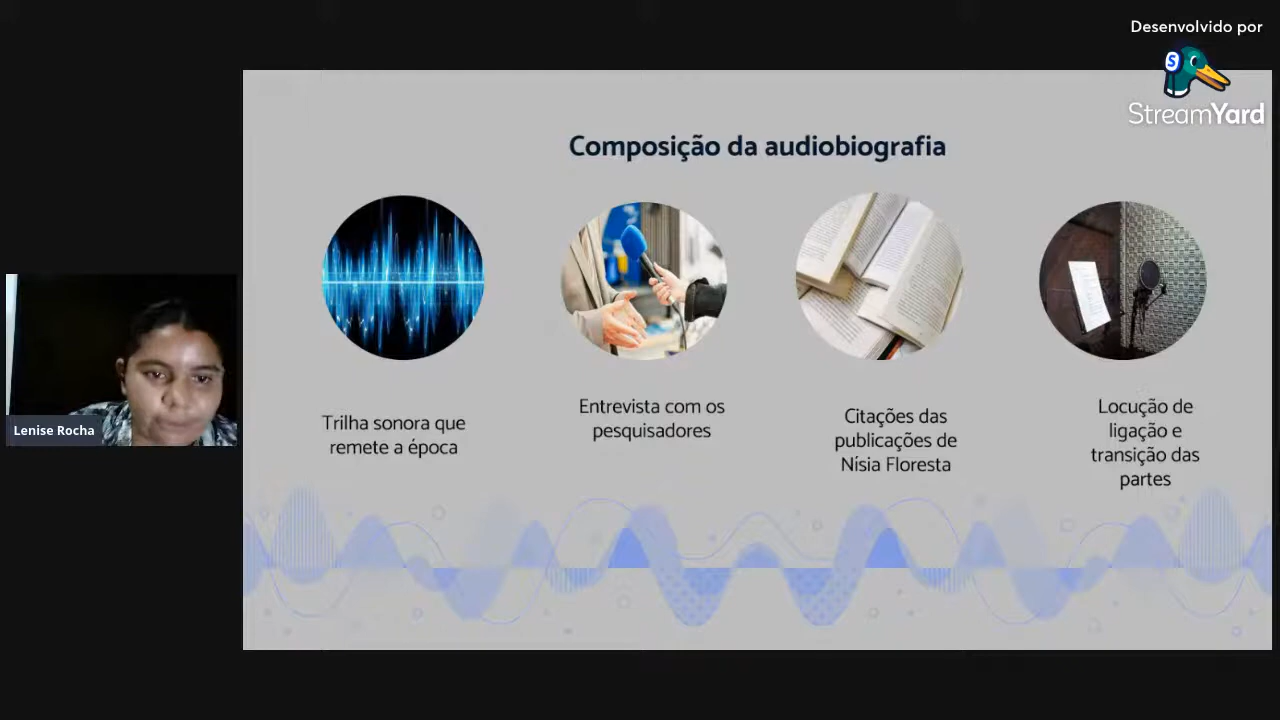 Desenvolvido por
S
StreamYard
Composição da audiobiografia
Trilha sonora que
remete a época
Entrevista com os
pesquisadores
Citações das
publicações de
Nísia Floresta
Locução de
ligação e
transição das
partes
Lenise Rocha